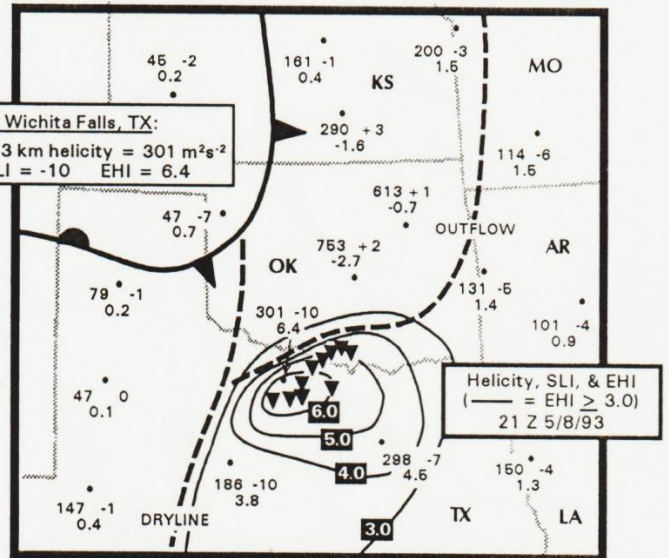 45 -2
0.2
161 -1
0.4
KS
200 -3
1.5
MO
Wichita Falls, TX:
3 km helicity = 301 m²s⁻²
LI = -10 EHI = 6.4
290 +3
-1.6
114 -6
1.5
47 -7
0.7
613 +1
-0.7
OUTFLOW
AR
OK
753 +2
-2.7
79 -1
0.2
131 -5
1.4
301 -10
6.4
101 -4
0.9
47 0
0.1
Helicity, SLI, & EHI
( —— = EHI ≥ 3.0)
21 Z 5/8/93
6.0
5.0
4.0
298 -7
4.5
186 -10
3.8
150 -4
1.3
147 -1
0.4
DRYLINE
3.0
TX
LA